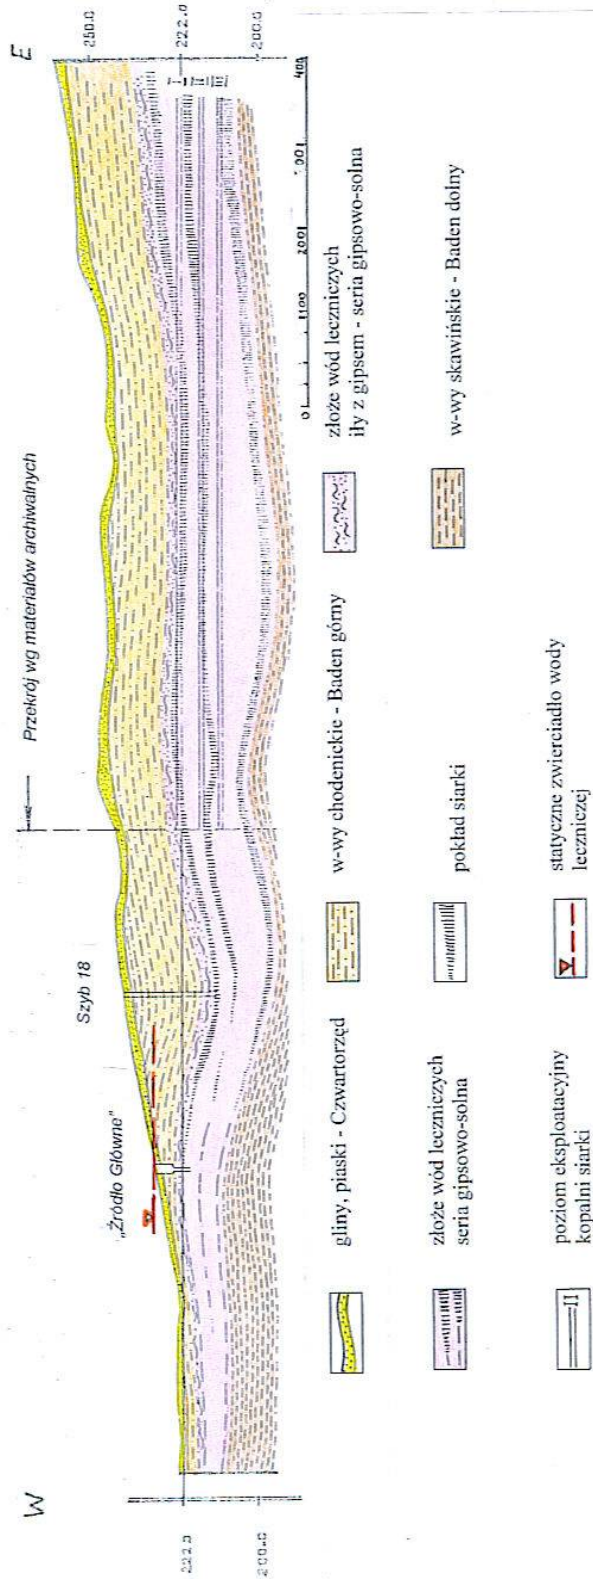 W
E
Przekrój wg materiałów archiwalnych
Szyb 18
„Źródło Główne"
250.0
222.0
200.0
222.0
200.0
0
100
200
400
gliny, piaski - Czwartorzęd
w-wy chodenickie - Baden górny
złoże wód leczniczych
iły z gipsem - seria gipsowo-solna
złoże wód leczniczych
seria gipsowo-solna
pokład siarki
w-wy skawińskie - Baden dolny
poziom eksploatacyjny
kopalni siarki
statyczne zwierciadło wody
leczniczej
II